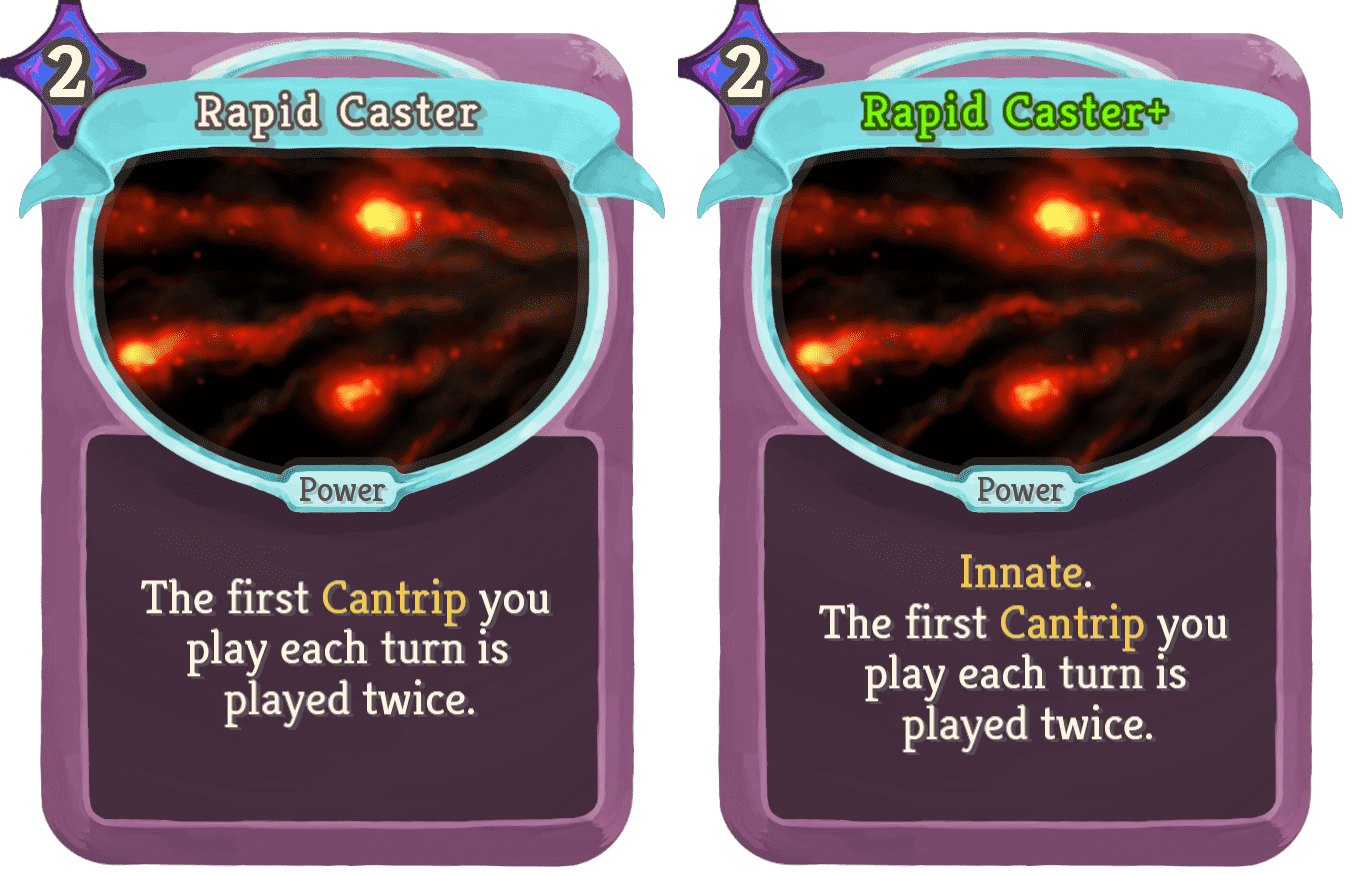 2
Rapid Caster
Power
The first Cantrip you
play each turn is
played twice.
2
Rapid Caster+
Power
Innate.
The first Cantrip you
play each turn is
played twice.